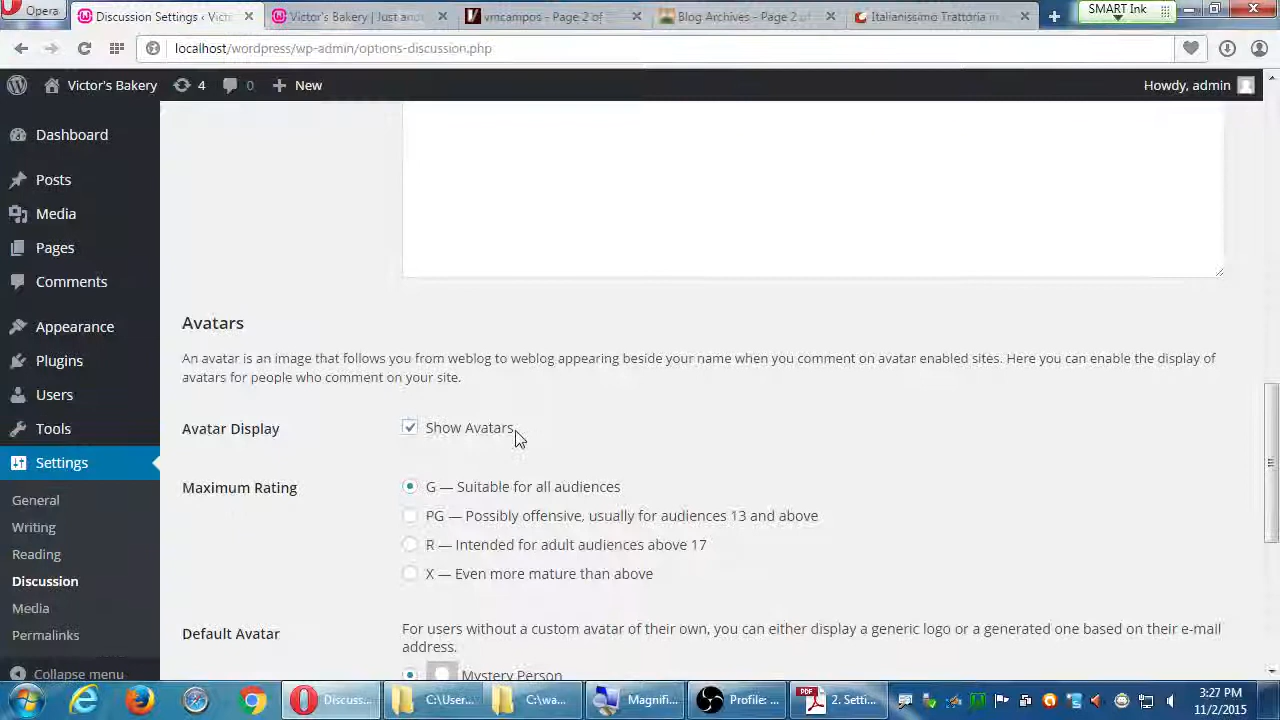 Opera
Discussion Settings ‹ Vict
Victor's Bakery | Just ano
vmcampos - Page 2 of
Blog Archives - Page 2 of
Italianissimo Trattoria
SMART Ink
localhost/wordpress/wp-admin/options-discussion.php
Victor's Bakery
4
0
New
Howdy, admin
Dashboard
Posts
Media
Pages
Comments
Appearance
Plugins
Users
Tools
Settings
General
Writing
Reading
Discussion
Media
Permalinks
Collapse menu
Avatars
An avatar is an image that follows you from weblog to weblog appearing beside your name when you comment on avatar enabled sites. Here you can enable the display of
avatars for people who comment on your site.
Avatar Display
Show Avatars
Maximum Rating
G — Suitable for all audiences
PG — Possibly offensive, usually for audiences 13 and above
R — Intended for adult audiences above 17
X — Even more mature than above
Default Avatar
For users without a custom avatar of their own, you can either display a generic logo or a generated one based on their e-mail
address.
Mystery Person
Discuss...
C:\User...
C:\wa...
Magnifi...
Profile: ...
2. Setti...
3:27 PM
11/2/2015